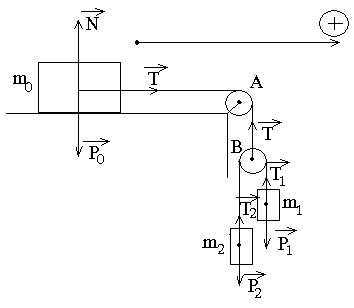 +
N
m₀
T
A
P₀
B
T
T₁
T₂
m₁
m₂
P₁
P₂